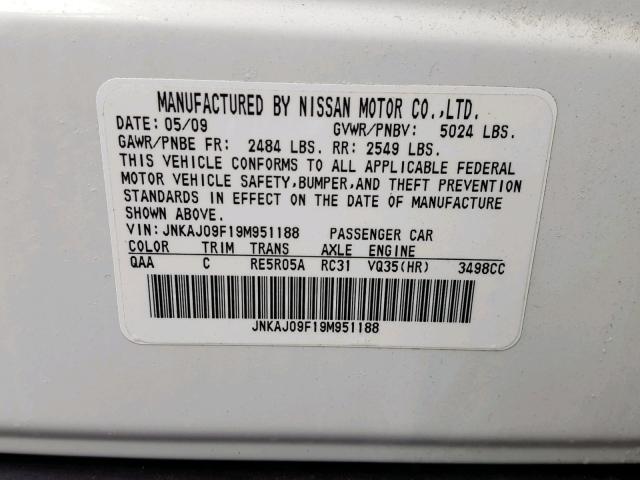 MANUFACTURED BY NISSAN MOTOR CO.,LTD.
DATE: 05/09 GVWR/PNBV: 5024 LBS.
GAWR/PNBE FR: 2484 LBS. RR: 2549 LBS.
THIS VEHICLE CONFORMS TO ALL APPLICABLE FEDERAL
MOTOR VEHICLE SAFETY,BUMPER,AND THEFT PREVENTION
STANDARDS IN EFFECT ON THE DATE OF MANUFACTURE
SHOWN ABOVE.
VIN: JNKAJ09F19M951188 PASSENGER CAR
COLOR TRIM TRANS AXLE ENGINE
QAA C RE5R05A RC31 VQ35(HR) 3498CC
JNKAJ09F19M951188